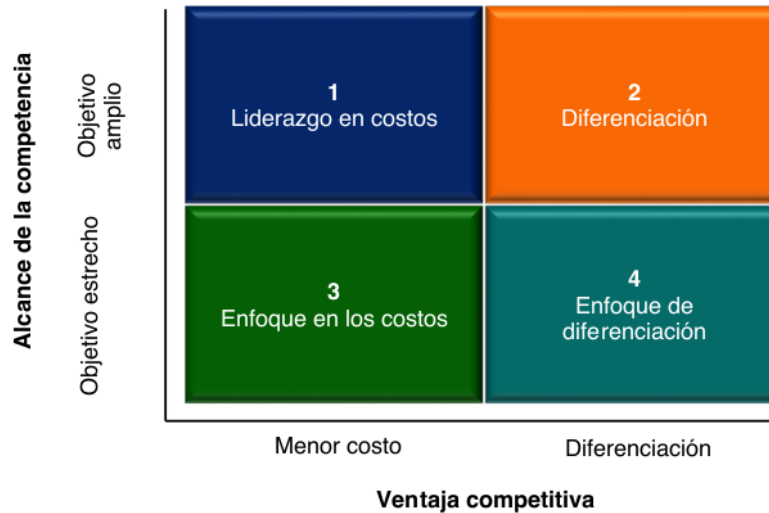 Alcance de la competencia
Objetivo
amplio
Objetivo estrecho
1
Liderazgo en costos
2
Diferenciación
3
Enfoque en los costos
4
Enfoque de
diferenciación
Menor costo
Diferenciación
Ventaja competitiva